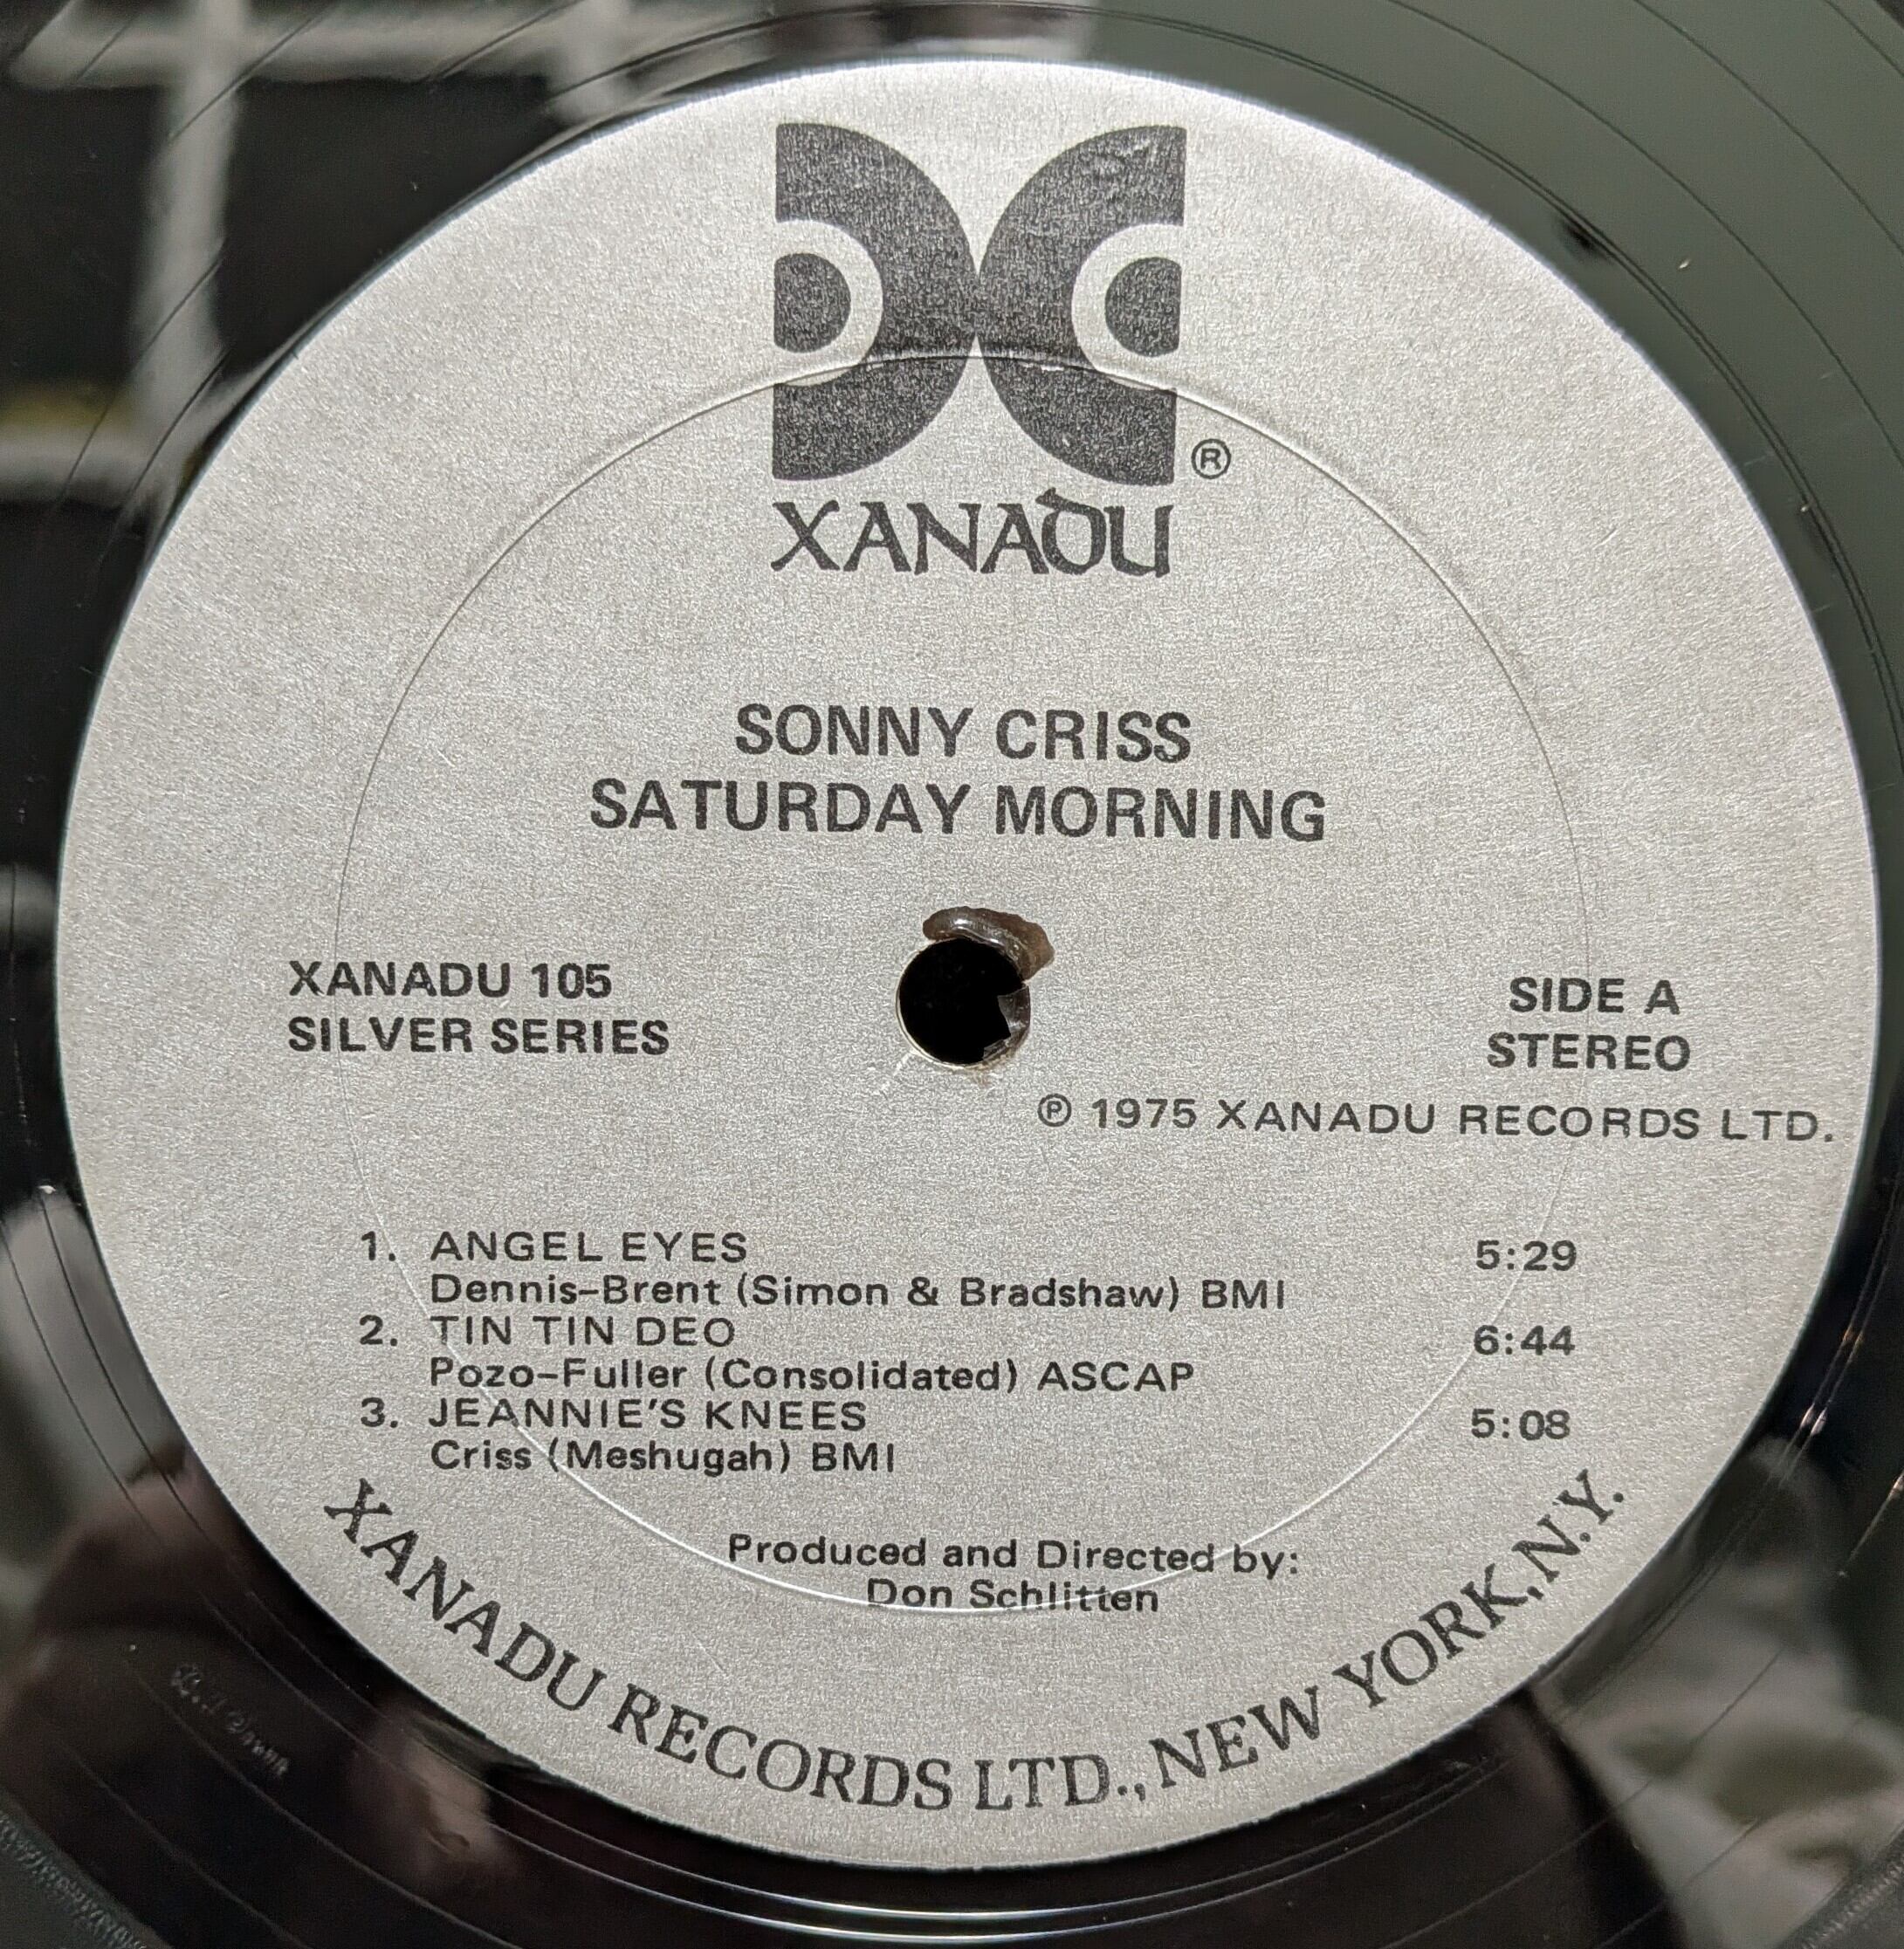 ®
XANADU
SONNY CRISS
SATURDAY MORNING
XANADU 105
SILVER SERIES
SIDE A
STEREO
℗ 1975 XANADU RECORDS LTD.
1. ANGEL EYES 5:29
Dennis-Brent (Simon & Bradshaw) BMI
2. TIN TIN DEO 6:44
Pozo-Fuller (Consolidated) ASCAP
3. JEANNIE'S KNEES 5:08
Criss (Meshugah) BMI
Produced and Directed by:
Don Schlitten
XANADU RECORDS LTD., NEW YORK, N.Y.